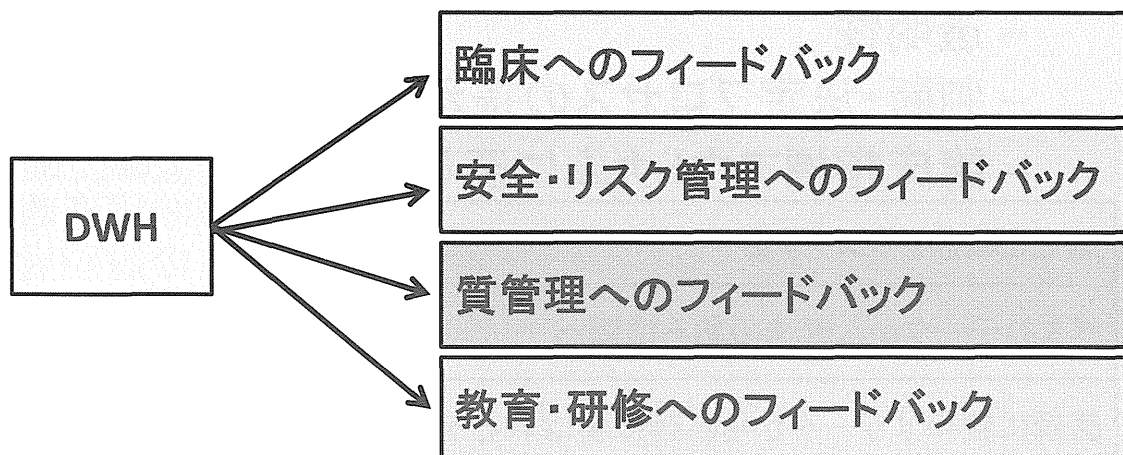 DWH
臨床へのフィードバック
安全・リスク管理へのフィードバック
質管理へのフィードバック
教育・研修へのフィードバック